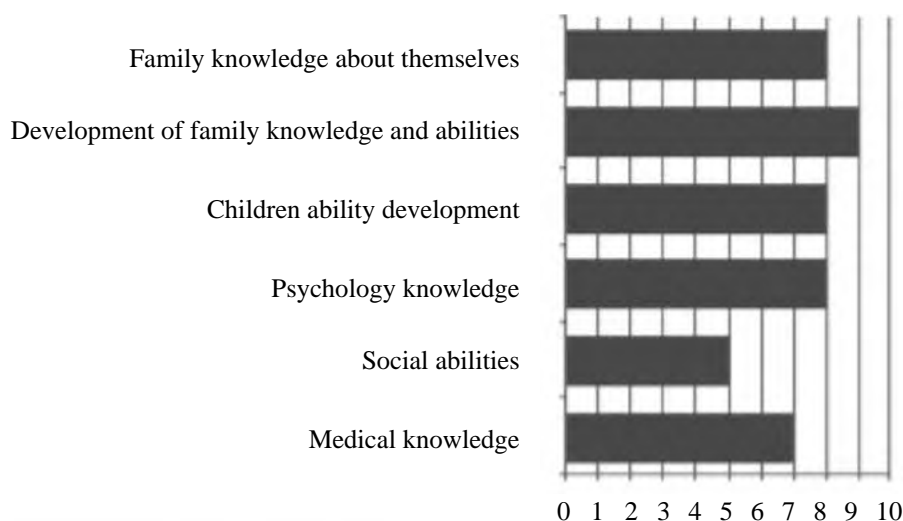 Family knowledge about themselves
Development of family knowledge and abilities
Children ability development
Psychology knowledge
Social abilities
Medical knowledge
0 1 2 3 4 5 6 7 8 9 10